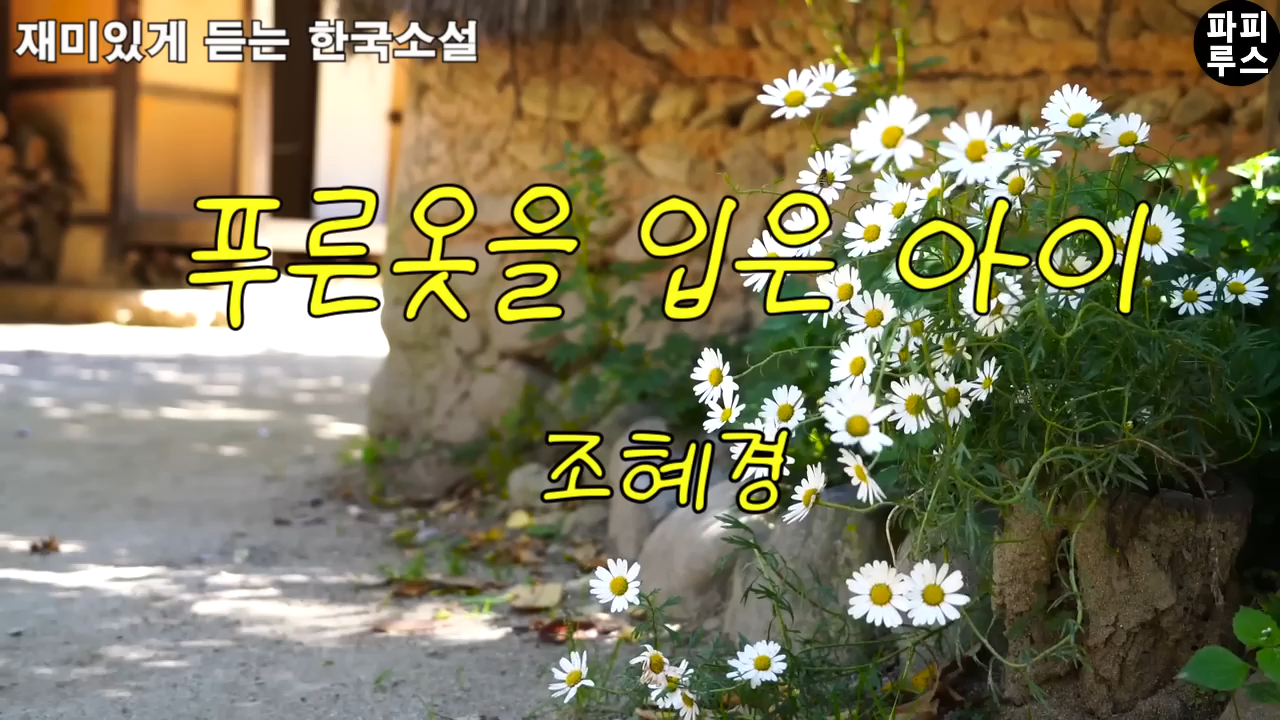 재미있게 듣는 한국소설
파피
루스
푸른옷을 입은 아이
조혜경